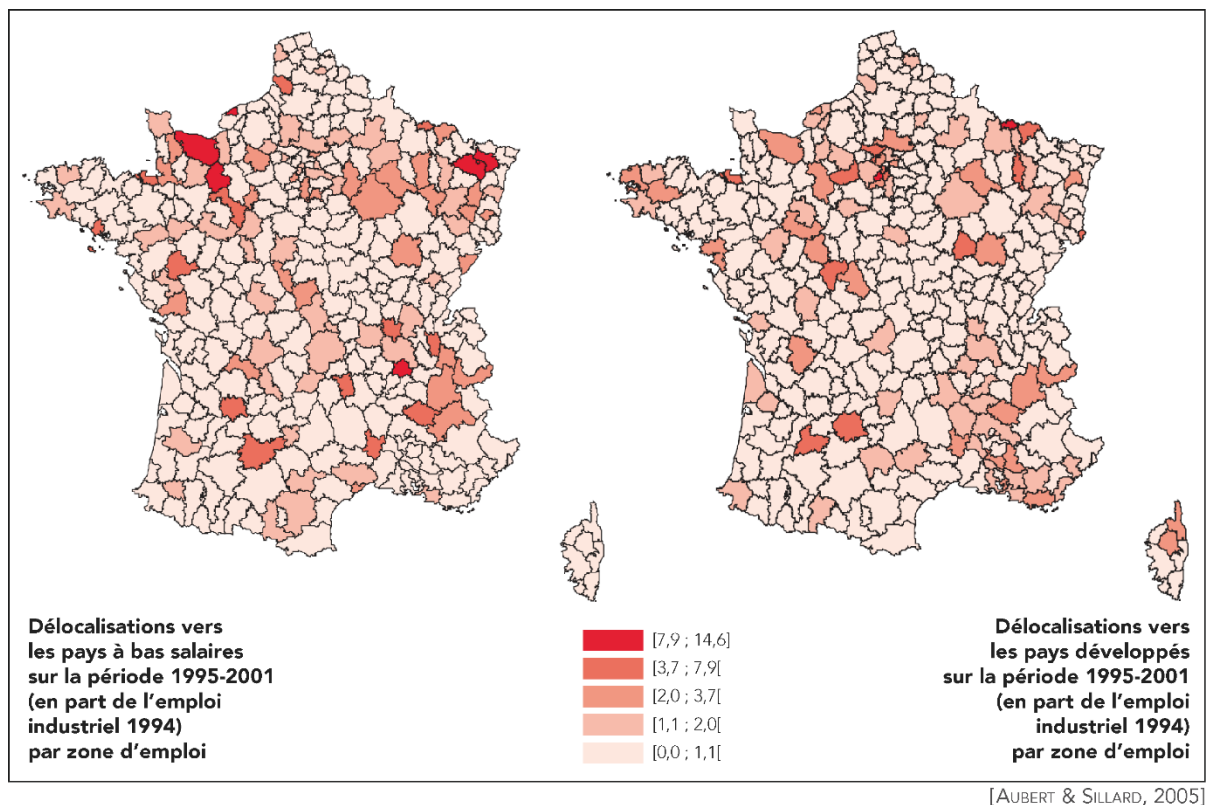 Délocalisations vers
les pays à bas salaires
sur la période 1995-2001
(en part de l'emploi
industriel 1994)
par zone d'emploi
[7,9 ; 14,6]
[3,7 ; 7,9[
[2,0 ; 3,7[
[1,1 ; 2,0[
[0,0 ; 1,1[
Délocalisations vers
les pays développés
sur la période 1995-2001
(en part de l'emploi
industriel 1994)
par zone d'emploi
[AUBERT & SILLARD, 2005]